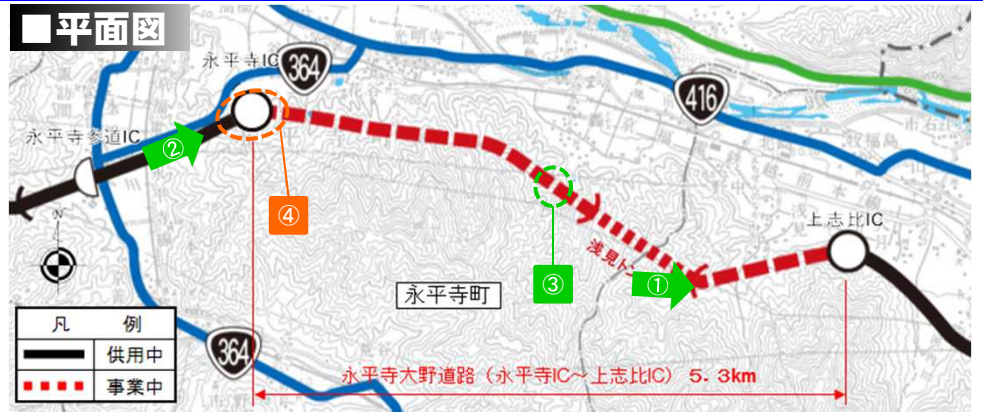 ■平面図
永平寺IC
364
416
永平寺参道IC
②
④
上志比IC
浅見ト
③
①
永平寺町
N
凡 例
供用中
事業中
364
永平寺大野道路（永平寺IC～上志比IC） 5.3km